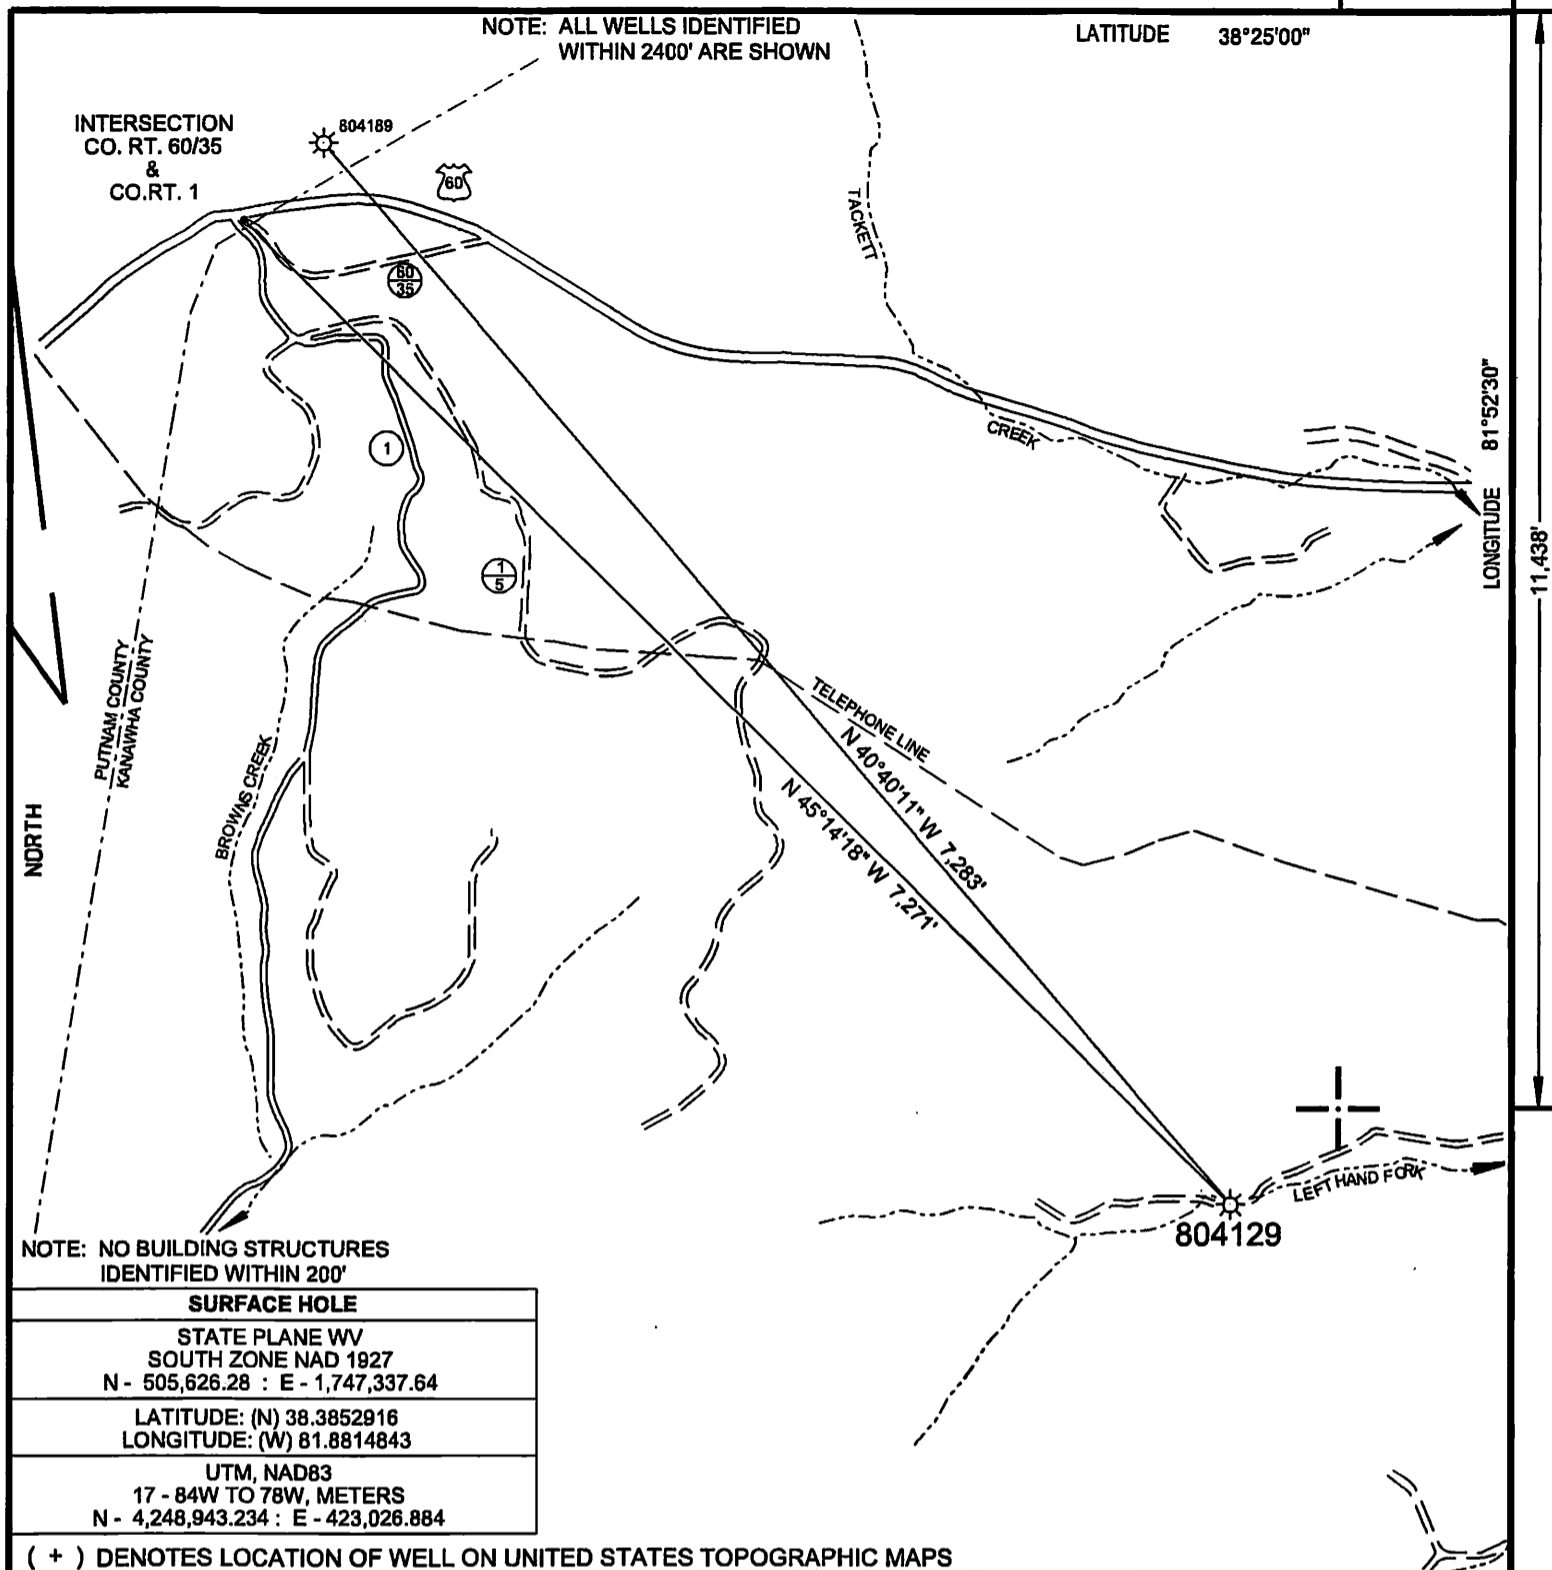 NOTE: ALL WELLS IDENTIFIED
WITHIN 2400' ARE SHOWN
LATITUDE 38°25'00"
INTERSECTION
CO. RT. 60/35
&
CO.RT. 1
804189
60
TACKETT
60
35
CREEK
LONGITUDE 81°52'30"
11,438'
1
1
5
PUTNAM COUNTY
KANAWHA COUNTY
BROWNS CREEK
NORTH
TELEPHONE LINE
N 40°40'11" W 7,283'
N 45°14'18" W 7,271'
LEFT HAND FORK
804129
NOTE: NO BUILDING STRUCTURES
IDENTIFIED WITHIN 200'
SURFACE HOLE
STATE PLANE WV
SOUTH ZONE NAD 1927
N - 505,626.28 : E - 1,747,337.64
LATITUDE: (N) 38.3852916
LONGITUDE: (W) 81.8814843
UTM, NAD83
17 - 84W TO 78W, METERS
N - 4,248,943.234 : E - 423,026.884
( + ) DENOTES LOCATION OF WELL ON UNITED STATES TOPOGRAPHIC MAPS